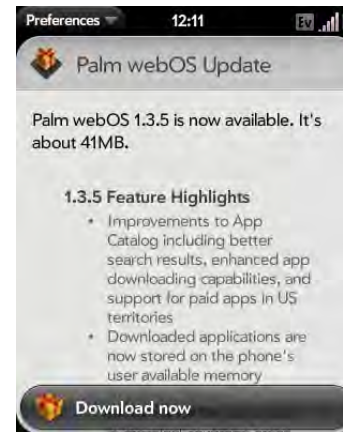 Preferences
12:11
Ev
Palm webOS Update
Palm webOS 1.3.5 is now available. It's
about 41MB.
1.3.5 Feature Highlights
• Improvements to App
Catalog including better
search results, enhanced app
downloading capabilities, and
support for paid apps in US
territories
• Downloaded applications are
now stored on the phone's
user available memory
Download now